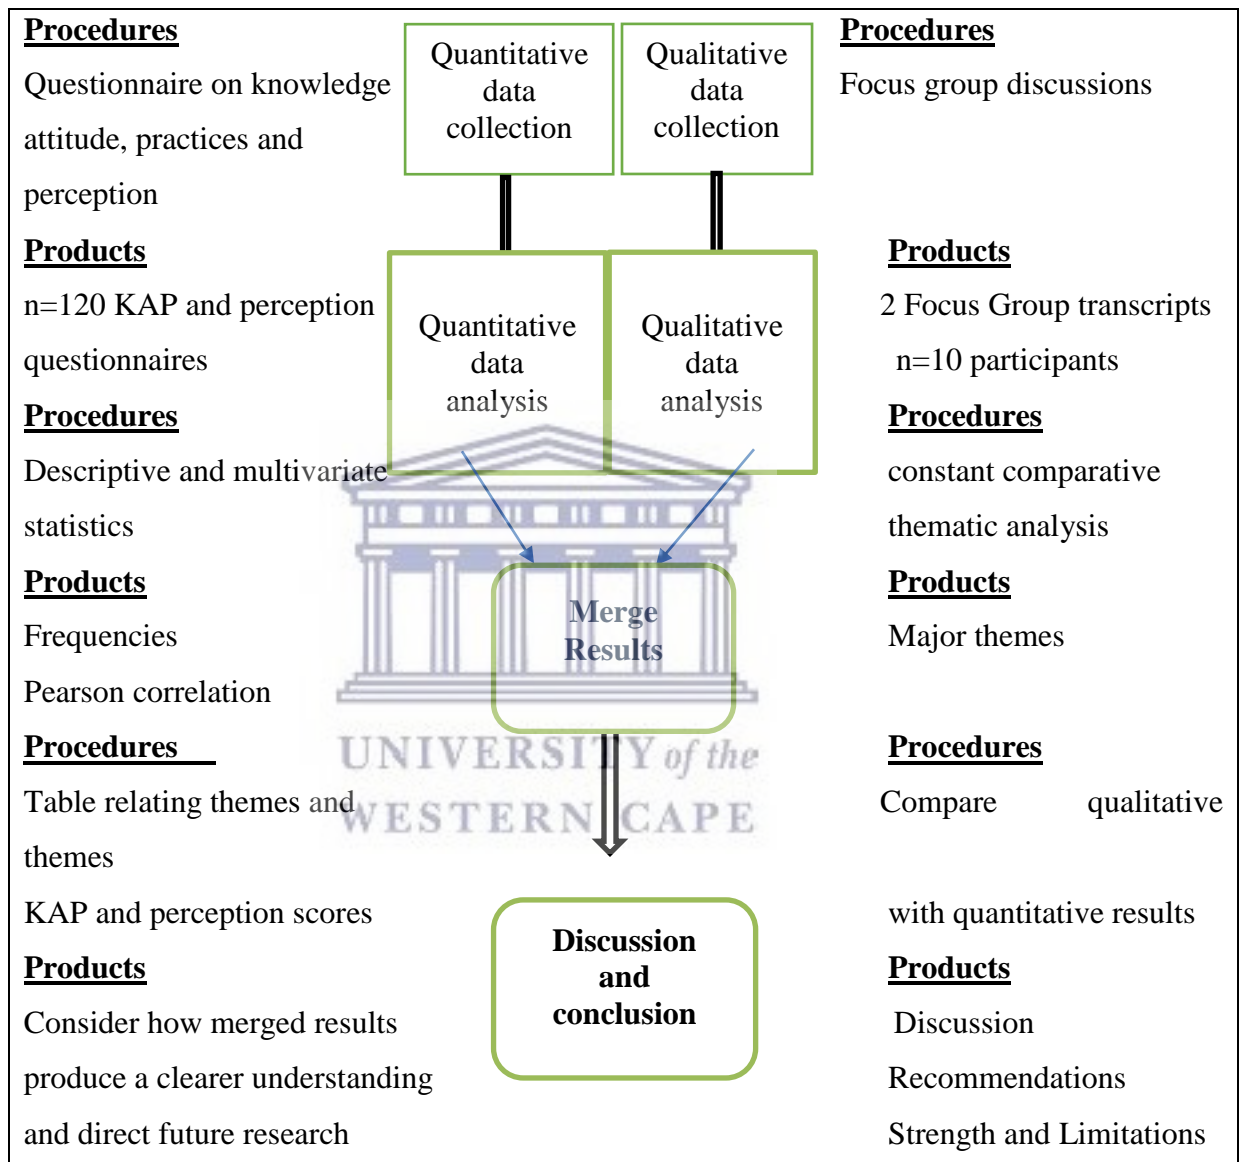 Procedures
Questionnaire on knowledge
attitude, practices and
perception
Products
n=120 KAP and perception
questionnaires
Procedures
Descriptive and multivariate
statistics
Products
Frequencies
Pearson correlation
Procedures
Table relating themes and
themes
KAP and perception scores
Products
Consider how merged results
produce a clearer understanding
and direct future research
Quantitative
data
collection
Qualitative
data
collection
Quantitative
data
analysis
Qualitative
data
analysis
Merge
Results
UNIVERSITY of the
WESTERN CAPE
Discussion
and
conclusion
Procedures
Focus group discussions
Products
2 Focus Group transcripts
n=10 participants
Procedures
constant comparative
thematic analysis
Products
Major themes
Procedures
Compare qualitative
with quantitative results
Products
Discussion
Recommendations
Strength and Limitations